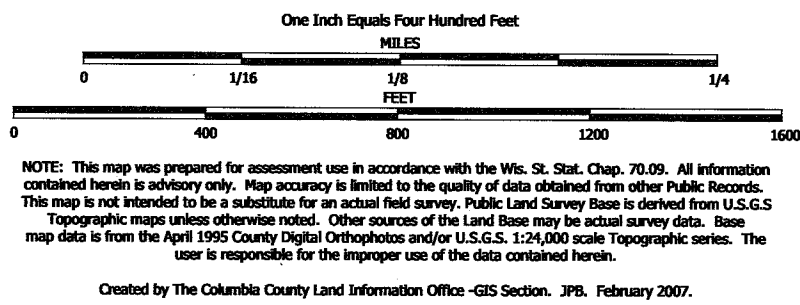 One Inch Equals Four Hundred Feet
MILES
0 1/16 1/8 1/4
FEET
0 400 800 1200 1600
NOTE: This map was prepared for assessment use in accordance with the Wis. St. Stat. Chap. 70.09. All information
contained herein is advisory only. Map accuracy is limited to the quality of data obtained from other Public Records.
This map is not intended to be a substitute for an actual field survey. Public Land Survey Base is derived from U.S.G.S
Topographic maps unless otherwise noted. Other sources of the Land Base may be actual survey data. Base
map data is from the April 1995 County Digital Orthophotos and/or U.S.G.S. 1:24,000 scale Topographic series. The
user is responsible for the improper use of the data contained herein.
Created by The Columbia County Land Information Office -GIS Section. JPB. February 2007.